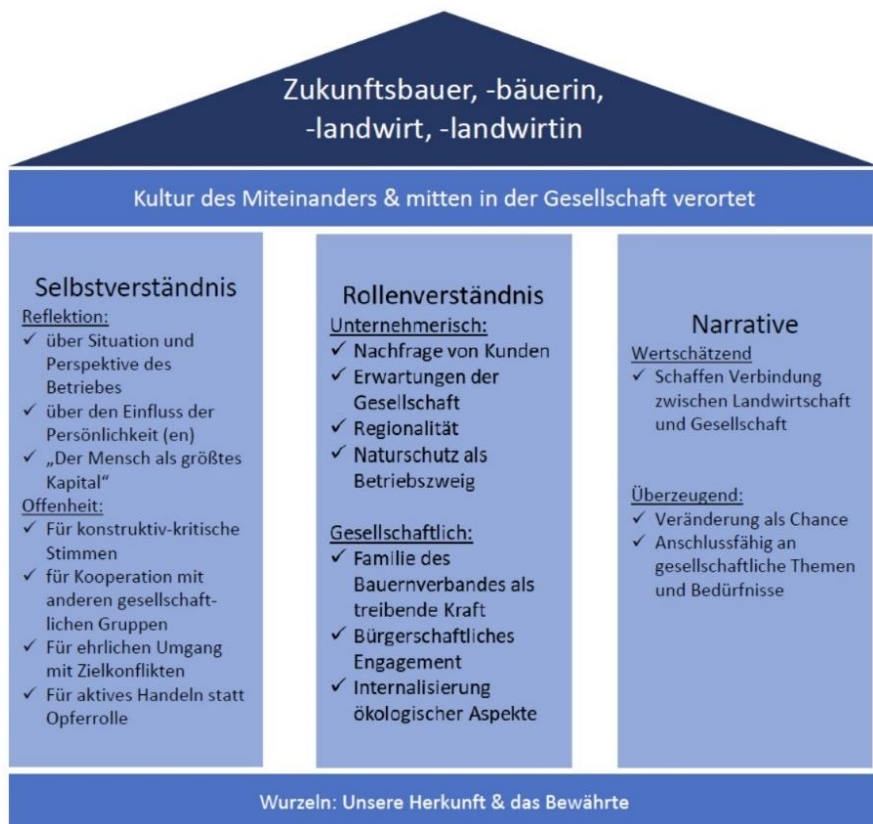 Zukunftsbauer, -bäuerin,
-landwirt, -landwirtin
Kultur des Miteinanders & mitten in der Gesellschaft verortet
Selbstverständnis
Reflektion:
✓ über Situation und
Perspektive des
Betriebes
✓ über den Einfluss der
Persönlichkeit (en)
✓ „Der Mensch als größtes
Kapital“
Offenheit:
✓ Für konstruktiv-kritische
Stimmen
✓ für Kooperation mit
anderen gesellschaft-
lichen Gruppen
✓ Für ehrlichen Umgang
mit Zielkonflikten
✓ Für aktives Handeln statt
Opferrolle
Rollenverständnis
Unternehmerisch:
✓ Nachfrage von Kunden
✓ Erwartungen der
Gesellschaft
✓ Regionalität
✓ Naturschutz als
Betriebszweig
Gesellschaftlich:
✓ Familie des
Bauernverbandes als
treibende Kraft
✓ Bürgerschaftliches
Engagement
✓ Internalisierung
ökologischer Aspekte
Narrative
Wertschätzend
✓ Schaffen Verbindung
zwischen Landwirtschaft
und Gesellschaft
Überzeugend:
✓ Veränderung als Chance
✓ Anschlussfähig an
gesellschaftliche Themen
und Bedürfnisse
Wurzeln: Unsere Herkunft & das Bewährte